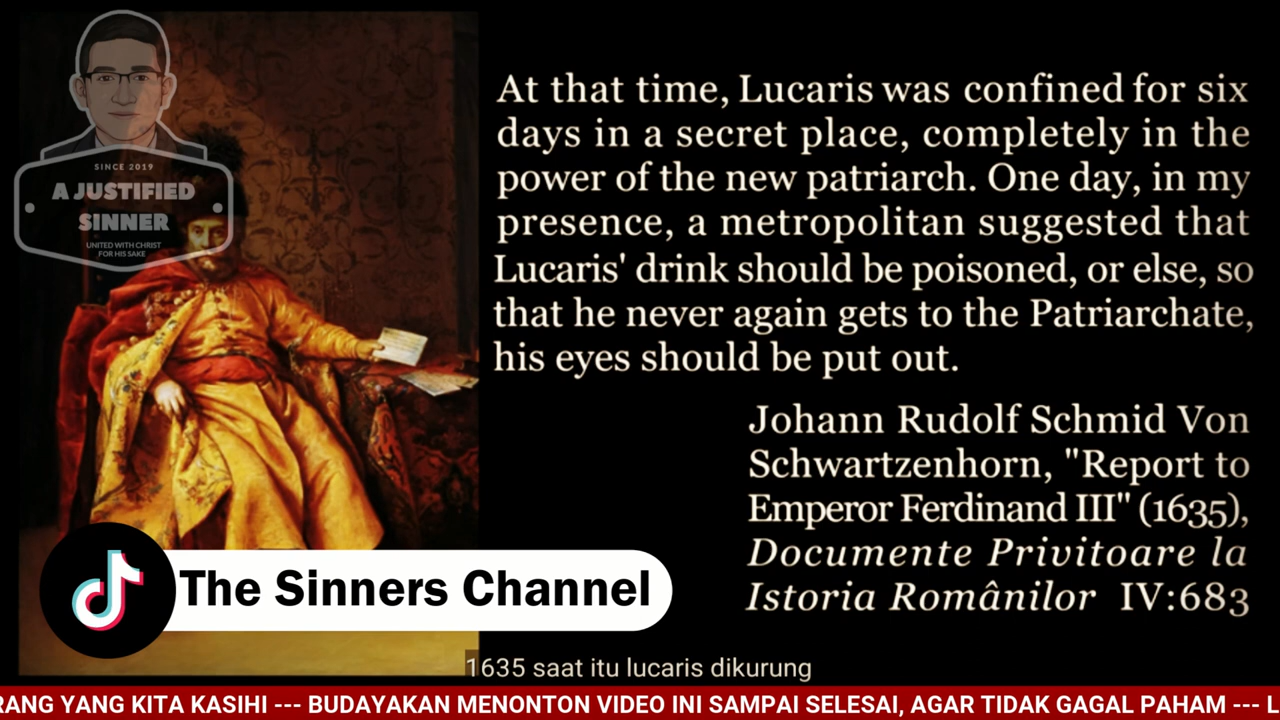 SINCE 2019
A JUSTIFIED
SINNER
UNITED WITH CHRIST
FOR HIS SAKE
At that time, Lucaris was confined for six
days in a secret place, completely in the
power of the new patriarch. One day, in my
presence, a metropolitan suggested that
Lucaris' drink should be poisoned, or else, so
that he never again gets to the Patriarchate,
his eyes should be put out.
Johann Rudolf Schmid Von
Schwartzenhorn, "Report to
Emperor Ferdinand III" (1635),
Documente Privitoare la
Istoria Românilor IV:683
The Sinners Channel
1635 saat itu lucaris dikurung
RANG YANG KITA KASIHI --- BUDAYAKAN MENONTON VIDEO INI SAMPAI SELESAI, AGAR TIDAK GAGAL PAHAM --- L